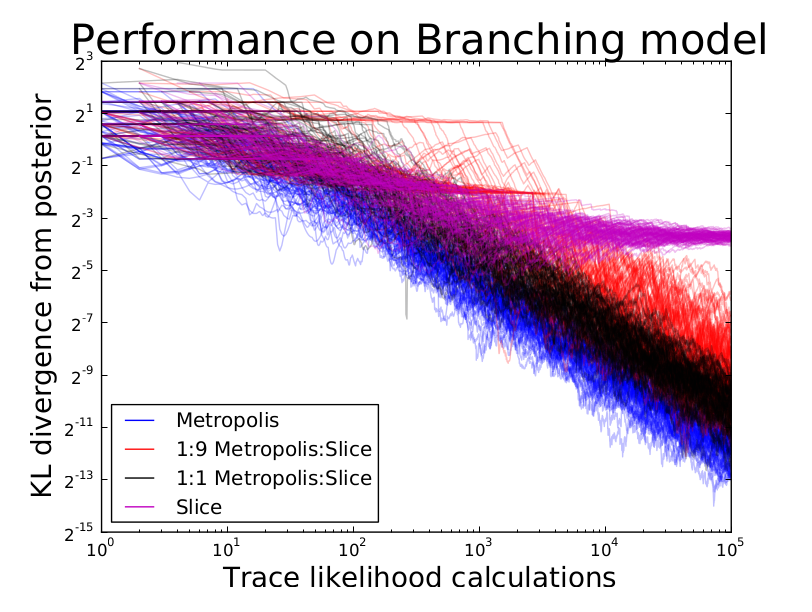 Performance on Branching model
KL divergence from posterior
2^3
2^1
2^-1
2^-3
2^-5
2^-7
2^-9
2^-11
2^-13
2^-15
Metropolis
1:9 Metropolis:Slice
1:1 Metropolis:Slice
Slice
10^0 10^1 10^2 10^3 10^4 10^5
Trace likelihood calculations